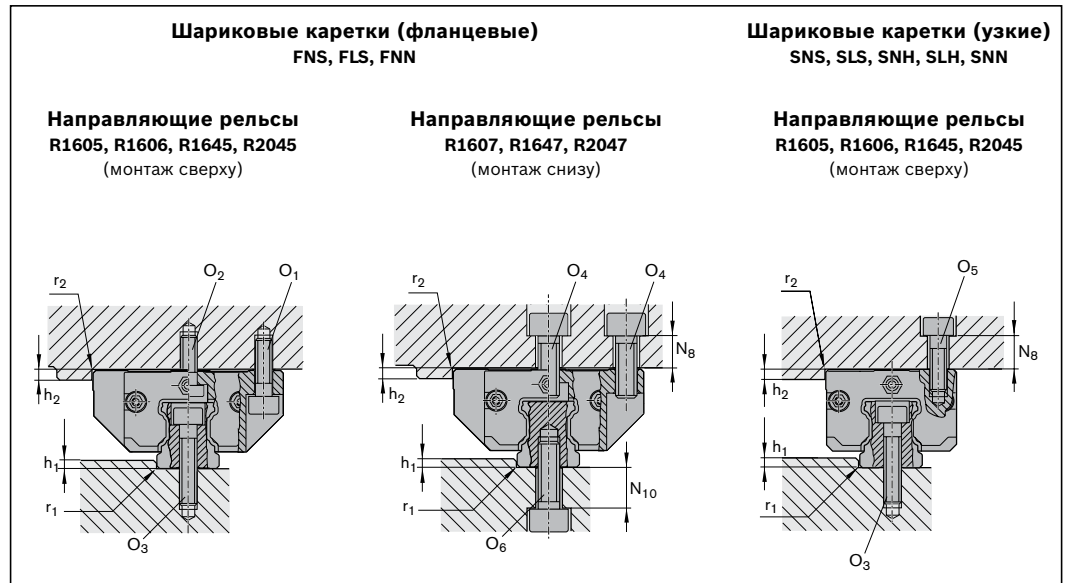 Шариковые каретки (фланцевые)
FNS, FLS, FNN
Шариковые каретки (узкие)
SNS, SLS, SNH, SLH, SNN
Направляющие рельсы
R1605, R1606, R1645, R2045
(монтаж сверху)
Направляющие рельсы
R1607, R1647, R2047
(монтаж снизу)
Направляющие рельсы
R1605, R1606, R1645, R2045
(монтаж сверху)
r2 O2 O1
h2
h1
r1
O3
r2 O4 O4
N8
h2
h1
r1
N10
O6
r2 O5
N8
h2
h1
r1
O3